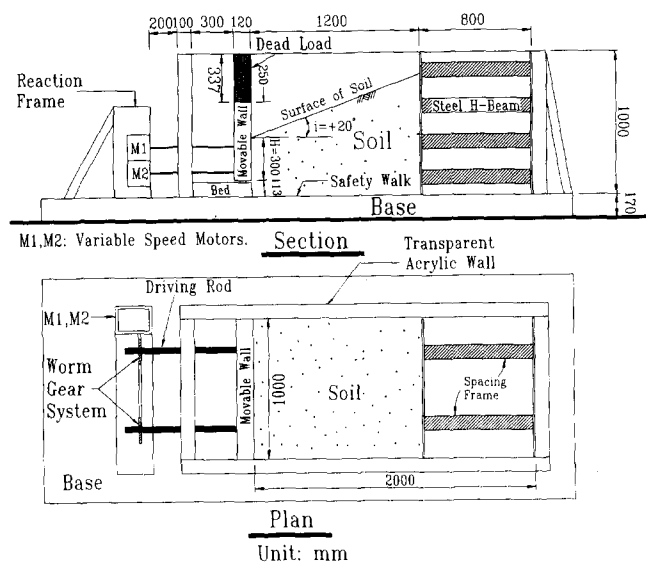 200 100 300 120 1200 800
Dead Load
337
250
Reaction
Frame
Surface of Soil
i=+20°
Steel H-Beam
Movable Wall
Soil
1000
M1
M2
H=300
113
Bed
Safety Walk
Base
170
M1,M2: Variable Speed Motors.
Section
Transparent
Acrylic Wall
Driving Rod
M1,M2
Worm
Gear
System
Movable Wall
1000
Soil
Spacing
Frame
Base
2000
Plan
Unit: mm